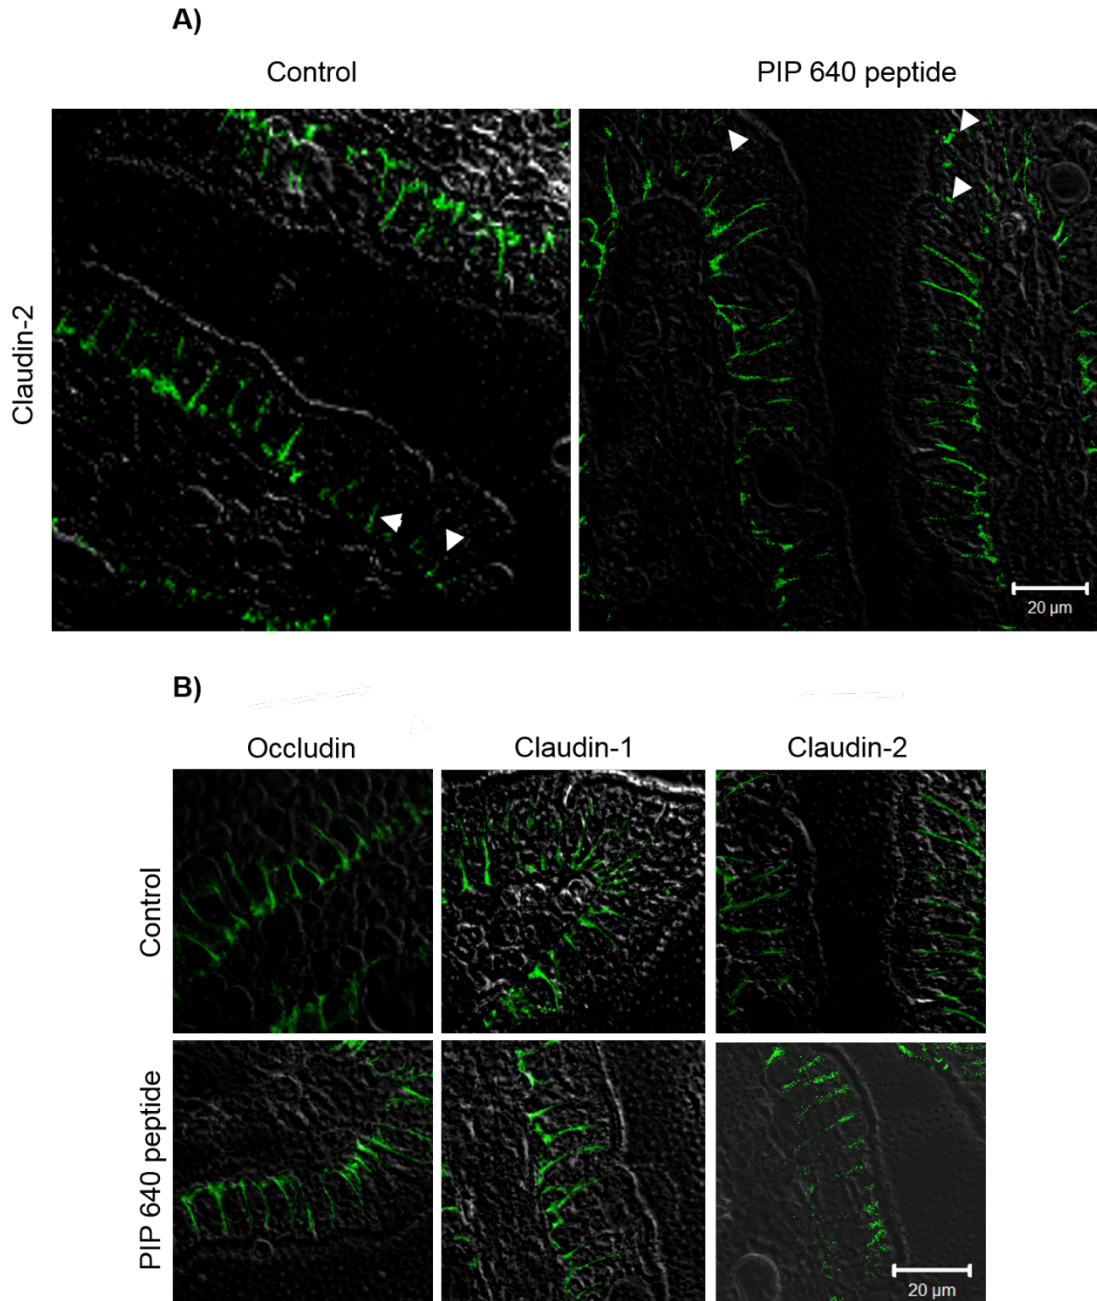 A)
Control
PIP 640 peptide
Claudin-2
20 µm
B)
Occludin
Claudin-1
Claudin-2
Control
PIP 640 peptide
20 µm